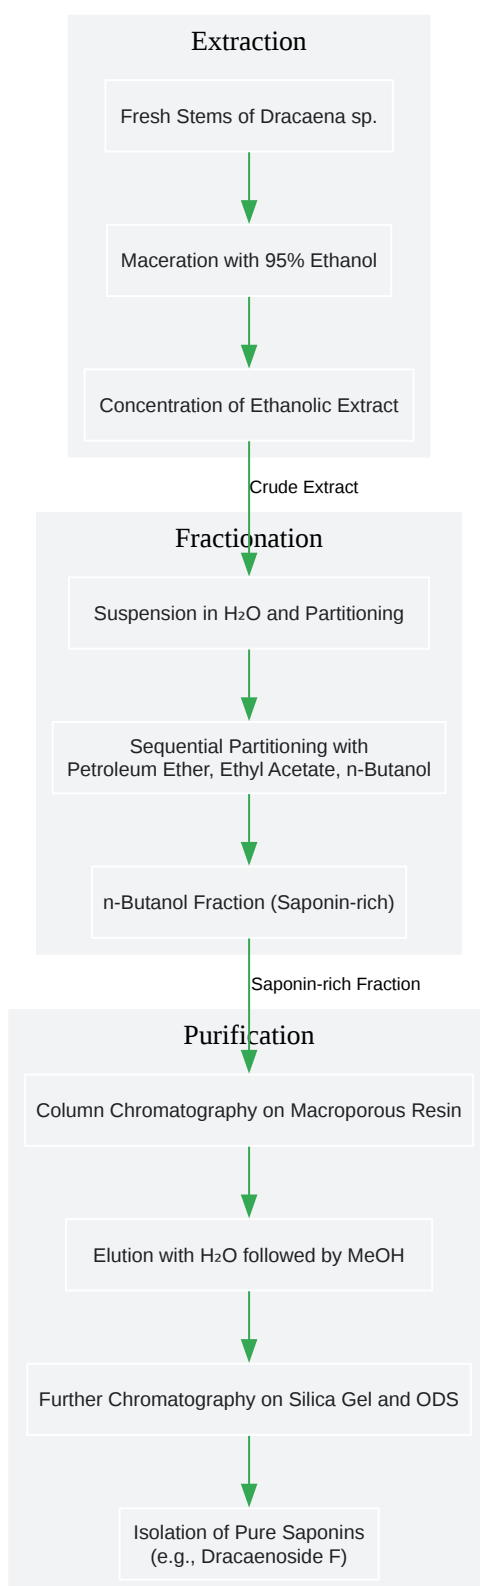 Extraction
Fresh Stems of Dracaena sp.
Maceration with 95% Ethanol
Concentration of Ethanolic Extract
Crude Extract
Fractionation
Suspension in H₂O and Partitioning
Sequential Partitioning with
Petroleum Ether, Ethyl Acetate, n-Butanol
n-Butanol Fraction (Saponin-rich)
Saponin-rich Fraction
Purification
Column Chromatography on Macroporous Resin
Elution with H₂O followed by MeOH
Further Chromatography on Silica Gel and ODS
Isolation of Pure Saponins
(e.g., Dracaenoside F)